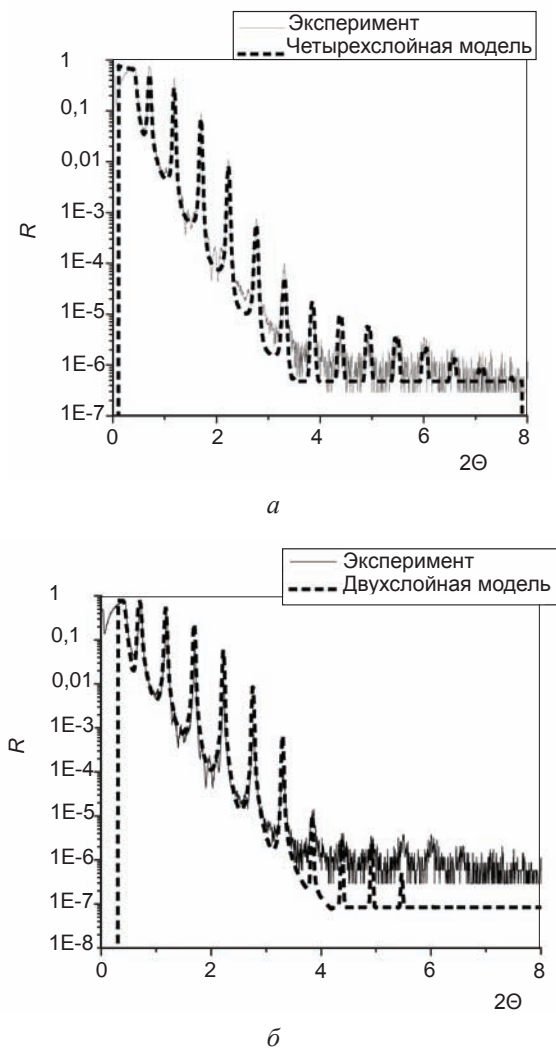 Эксперимент
Четырехслойная модель
1
0,1
0,01
1E-3
1E-4
1E-5
1E-6
1E-7
R
0 2 4 6 8
2Θ
а
Эксперимент
Двухслойная модель
1
0,1
0,01
1E-3
1E-4
1E-5
1E-6
1E-7
1E-8
R
0 2 4 6 8
2Θ
б